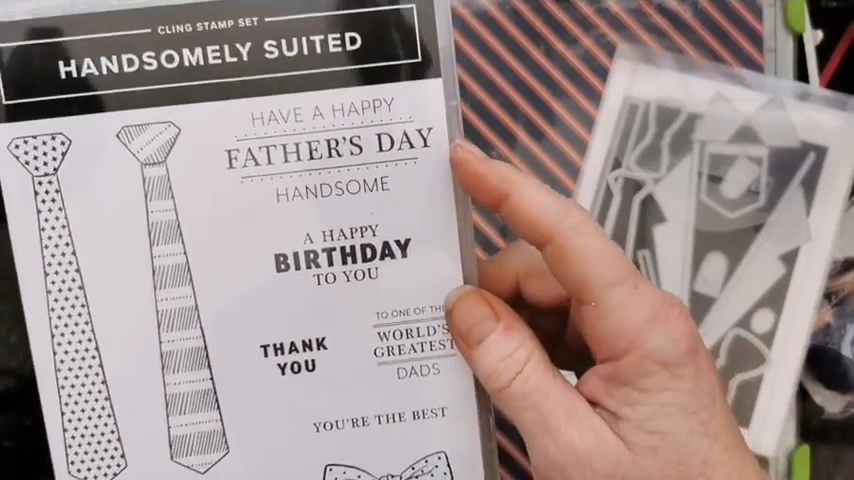 CLING STAMP SET
HANDSOMELY SUITED
HAVE A HAPPY
FATHER'S DAY
HANDSOME
A HAPPY
BIRTHDAY
TO YOU
THANK
YOU
TO ONE OF THE
WORLD'S
GREATEST
DADS
YOU'RE THE BEST